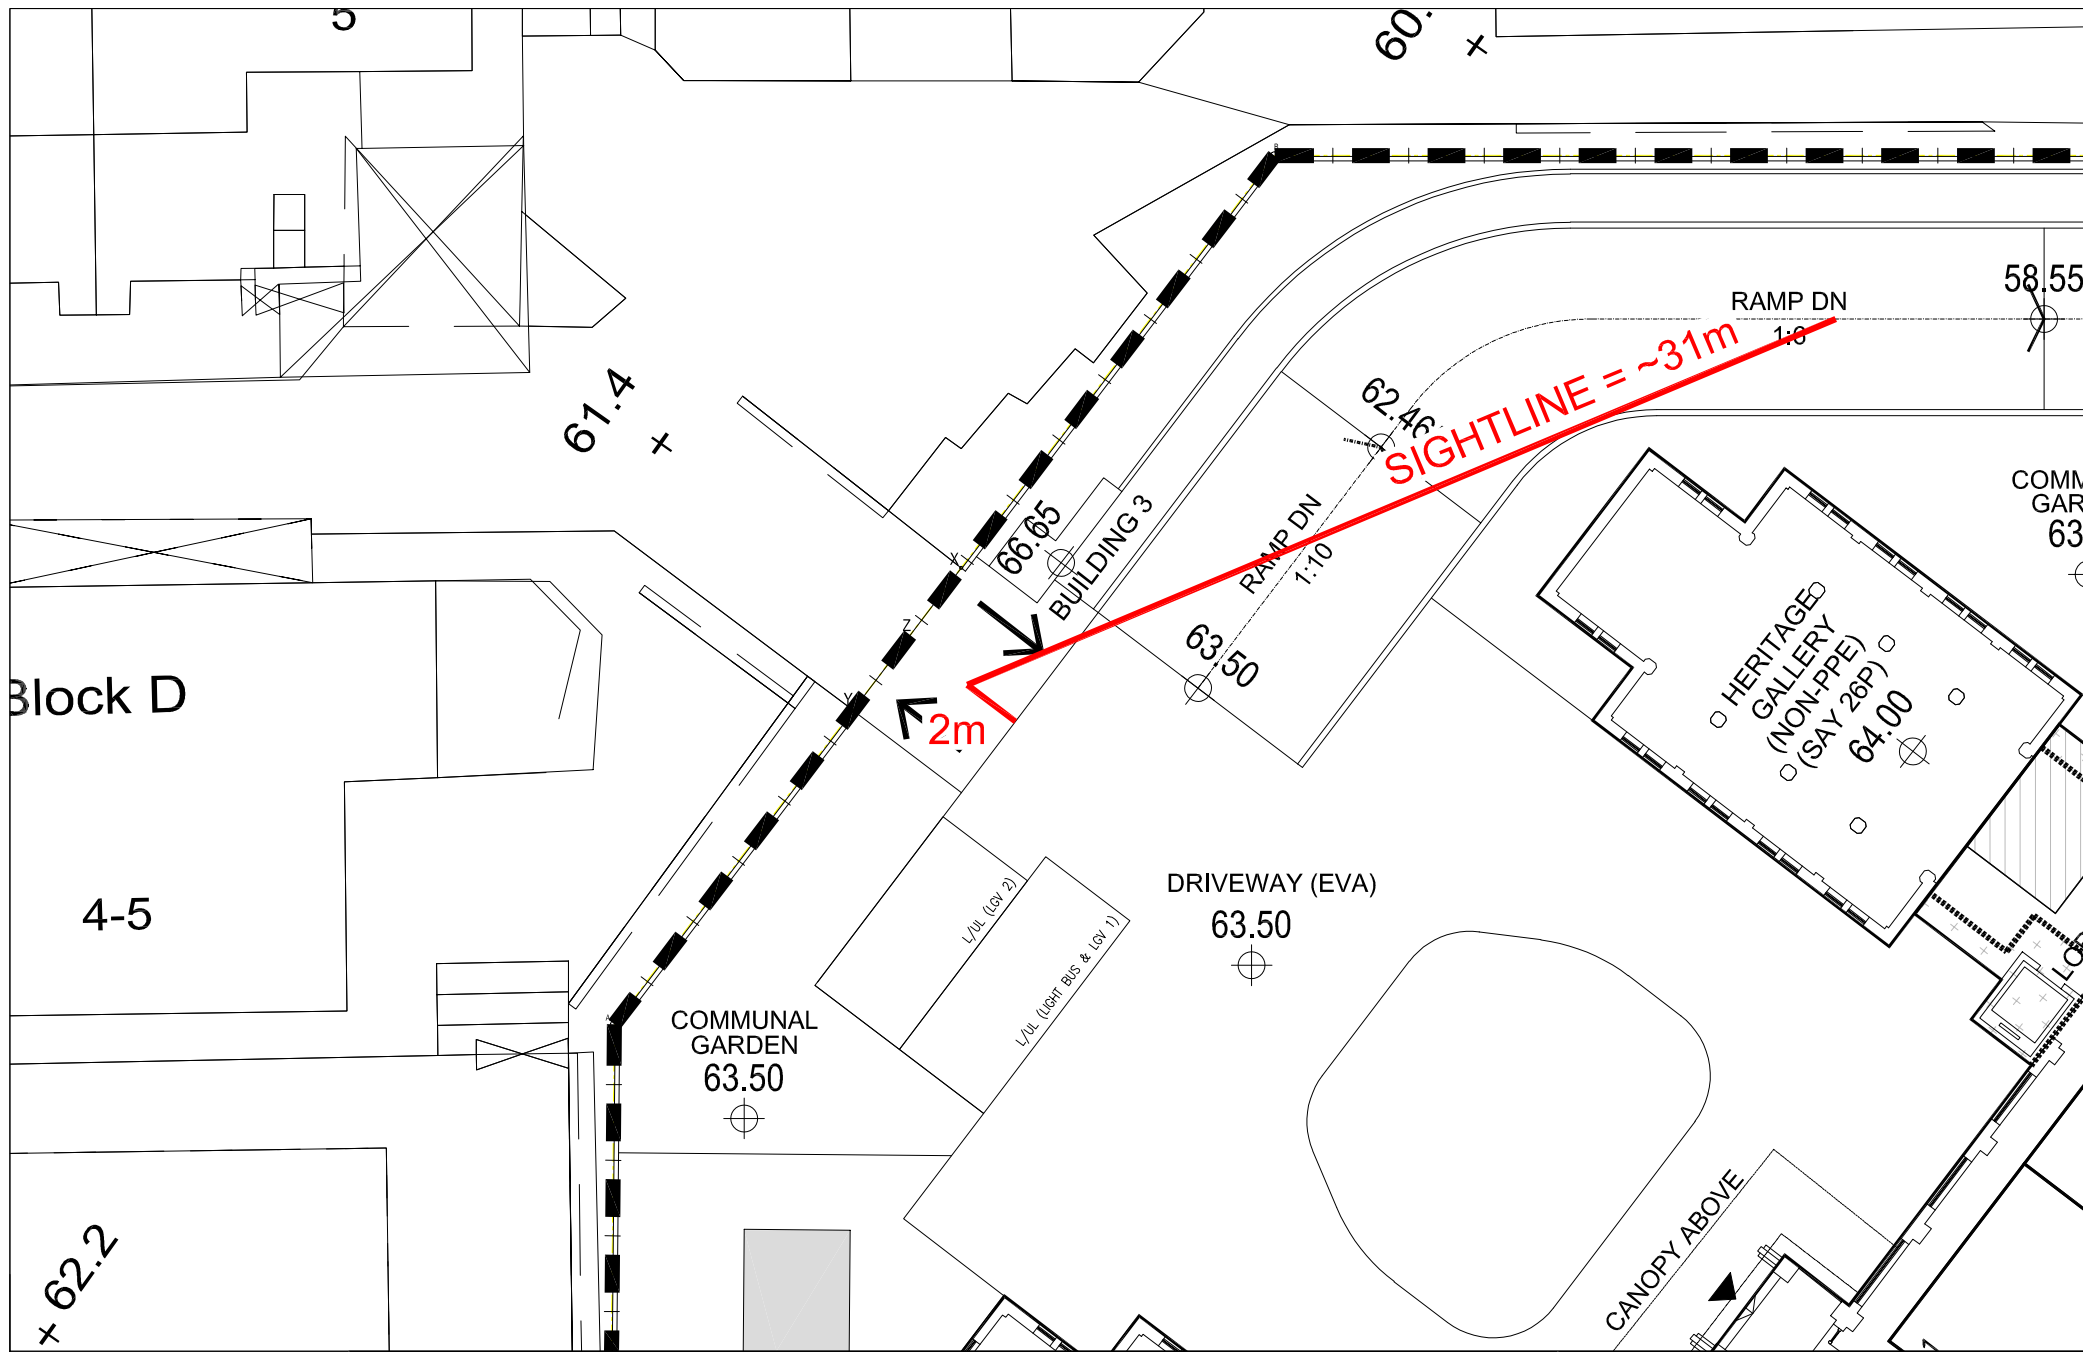 5
60.
B
RAMP DN
1:6
58.55
SIGHTLINE = ~31m
62.46
61.4
66.65
BUILDING 3
RAMP DN
1:10
63.50
X
Z
Y
2m
COMM
GAR
63
HERITAGE
GALLERY
(NON-PPE)
(SAY 26P)
64.00
Block D
4-5
L/UL (LGV 2)
L/UL (LIGHT BUS & LGV 1)
DRIVEWAY (EVA)
63.50
A
COMMUNAL
GARDEN
63.50
CANOPY ABOVE
62.2
1